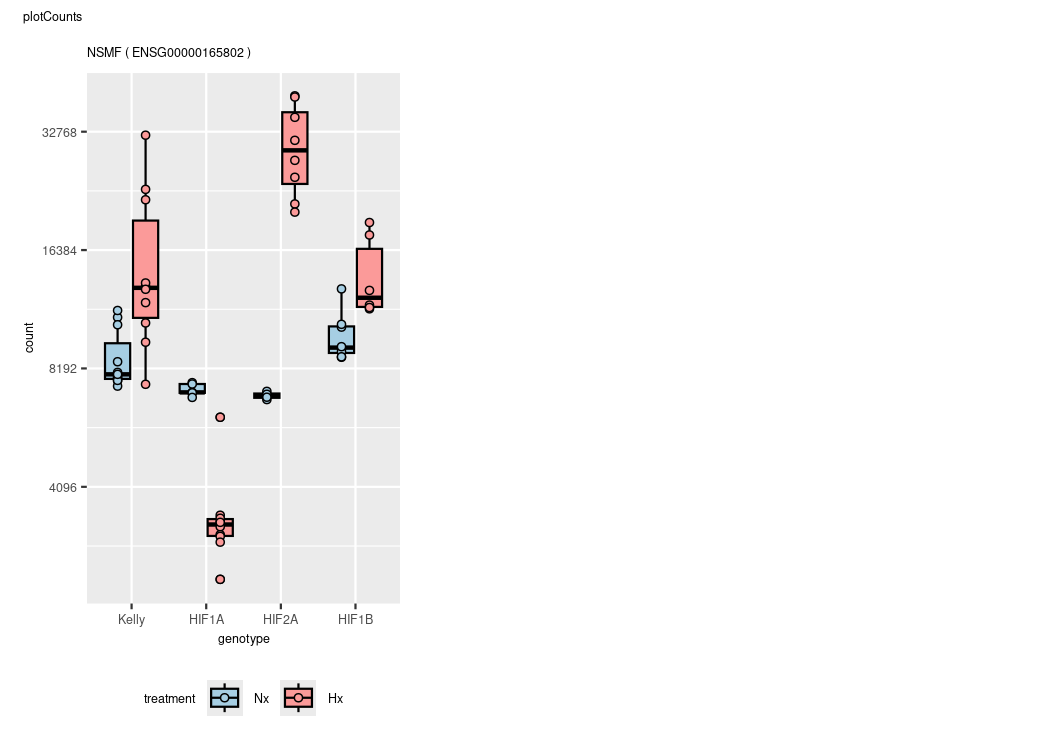 plotCounts
NSMF ( ENSG00000165802 )
32768
16384
8192
4096
count
Kelly HIF1A HIF2A HIF1B
genotype
treatment Nx Hx